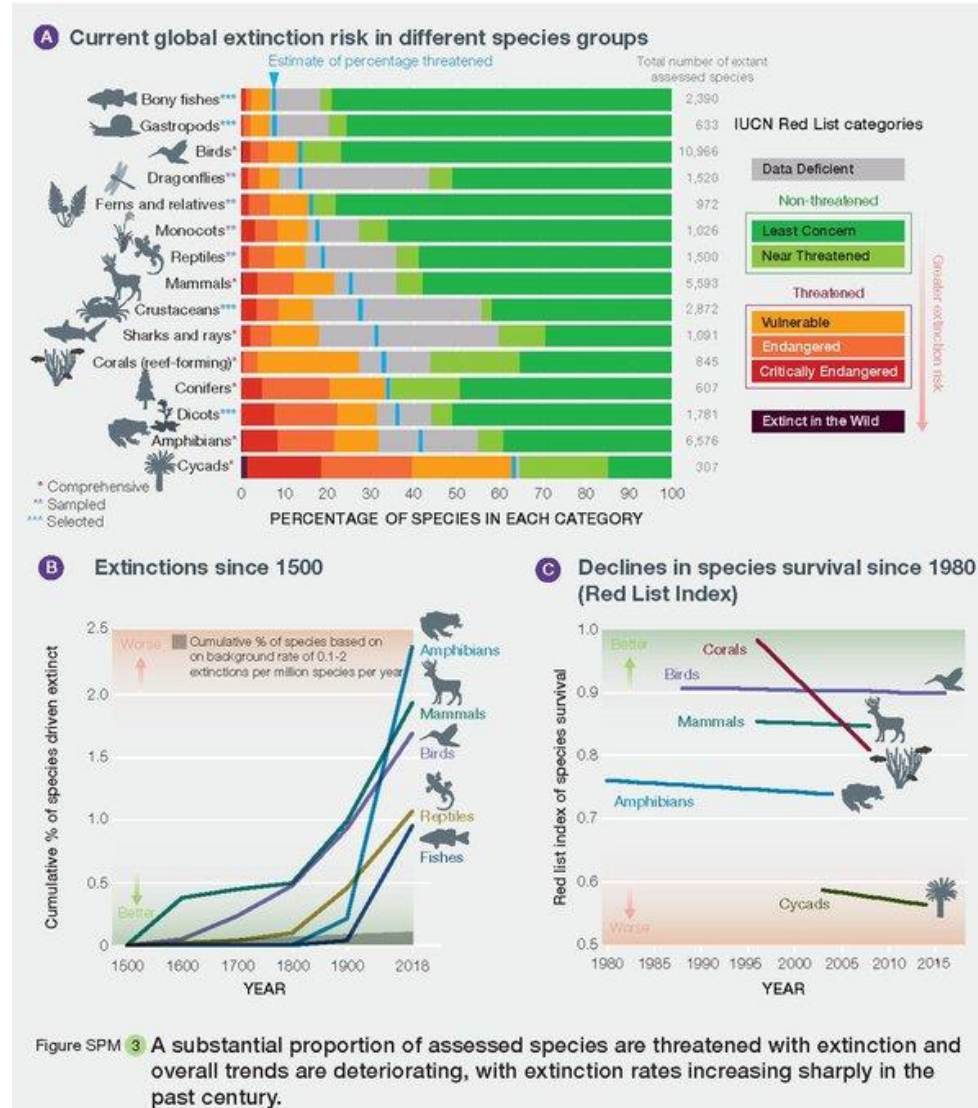 A Current global extinction risk in different species groups
Estimate of percentage threatened
Total number of extant
assessed species
Bony fishes*** 2,390
Gastropods*** 633
Birds* 10,966
Dragonflies** 1,520
Ferns and relatives** 972
Monocots** 1,026
Reptiles** 1,500
Mammals* 5,593
Crustaceans*** 2,872
Sharks and rays* 1,091
Corals (reef-forming)* 845
Conifers* 607
Dicots*** 1,781
Amphibians* 6,576
Cycads* 307
* Comprehensive
** Sampled
*** Selected
0 10 20 30 40 50 60 70 80 90 100
PERCENTAGE OF SPECIES IN EACH CATEGORY
IUCN Red List categories
Data Deficient
Non-threatened
Least Concern
Near Threatened
Threatened
Vulnerable
Endangered
Critically Endangered
Extinct in the Wild
Greater extinction risk
B Extinctions since 1500
Cumulative % of species driven extinct
2.5
2.0
1.5
1.0
0.5
0
Worse
Better
Cumulative % of species based on
on background rate of 0.1-2
extinctions per million species per year
Amphibians
Mammals
Birds
Reptiles
Fishes
1500 1600 1700 1800 1900 2018
YEAR
C Declines in species survival since 1980
(Red List Index)
Red list index of species survival
1.0
0.9
0.8
0.7
0.6
0.5
Better
Worse
Corals
Birds
Mammals
Amphibians
Cycads
1980 1985 1990 1995 2000 2005 2010 2015
YEAR
Figure SPM 3 A substantial proportion of assessed species are threatened with extinction and
overall trends are deteriorating, with extinction rates increasing sharply in the
past century.